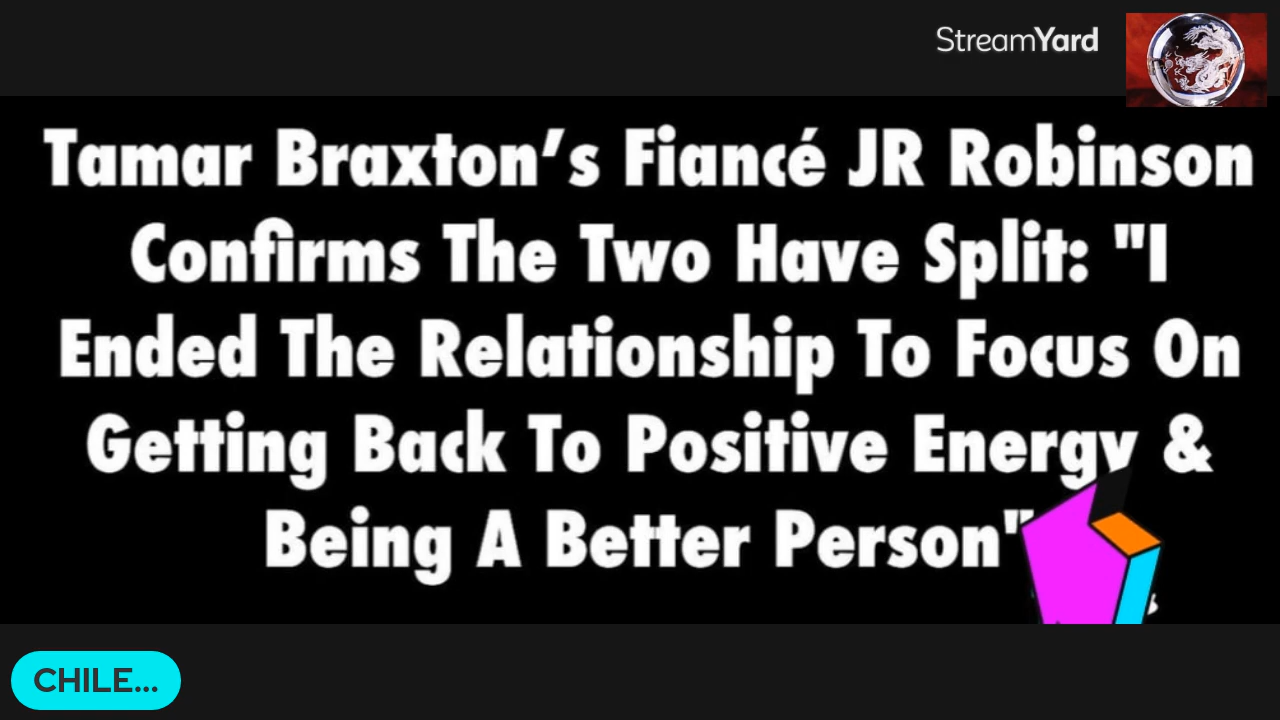 StreamYard
Tamar Braxton’s Fiancé JR Robinson
Confirms The Two Have Split: "I
Ended The Relationship To Focus On
Getting Back To Positive Energy &
Being A Better Person"
CHILE...